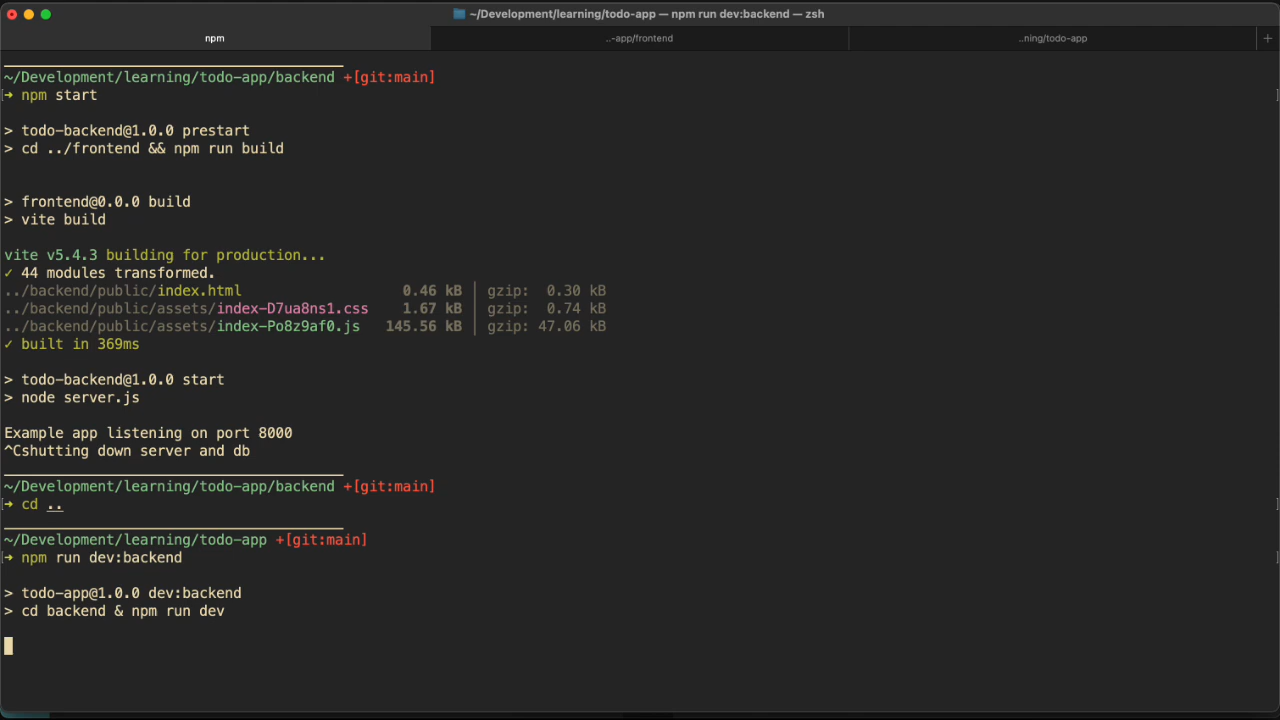 ~/Development/learning/todo-app — npm run dev:backend — zsh
npm
..-app/frontend
..ning/todo-app
+
~/Development/learning/todo-app/backend +[git:main]
[➜ npm start ]
> todo-backend@1.0.0 prestart
> cd ../frontend && npm run build
> frontend@0.0.0 build
> vite build
vite v5.4.3 building for production...
✓ 44 modules transformed.
../backend/public/index.html 0.46 kB │ gzip: 0.30 kB
../backend/public/assets/index-D7ua8ns1.css 1.67 kB │ gzip: 0.74 kB
../backend/public/assets/index-Po8z9af0.js 145.56 kB │ gzip: 47.06 kB
✓ built in 369ms
> todo-backend@1.0.0 start
> node server.js
Example app listening on port 8000
^Cshutting down server and db
~/Development/learning/todo-app/backend +[git:main]
[➜ cd .. ]
~/Development/learning/todo-app +[git:main]
[➜ npm run dev:backend ]
> todo-app@1.0.0 dev:backend
> cd backend & npm run dev